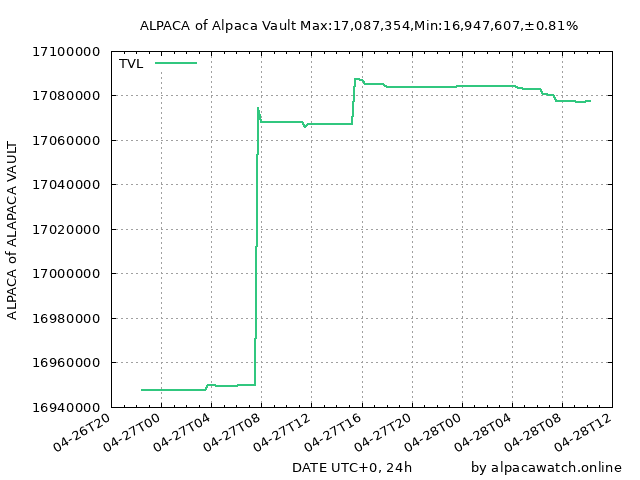 ALPACA of Alpaca Vault Max:17,087,354,Min:16,947,607,±0.81%
TVL
17100000
17080000
17060000
17040000
17020000
17000000
16980000
16960000
16940000
ALPACA of ALAPACA VAULT
04-26T20
04-27T00
04-27T04
04-27T08
04-27T12
04-27T16
04-27T20
04-28T00
04-28T04
04-28T08
04-28T12
DATE UTC+0, 24h
by alpacawatch.online